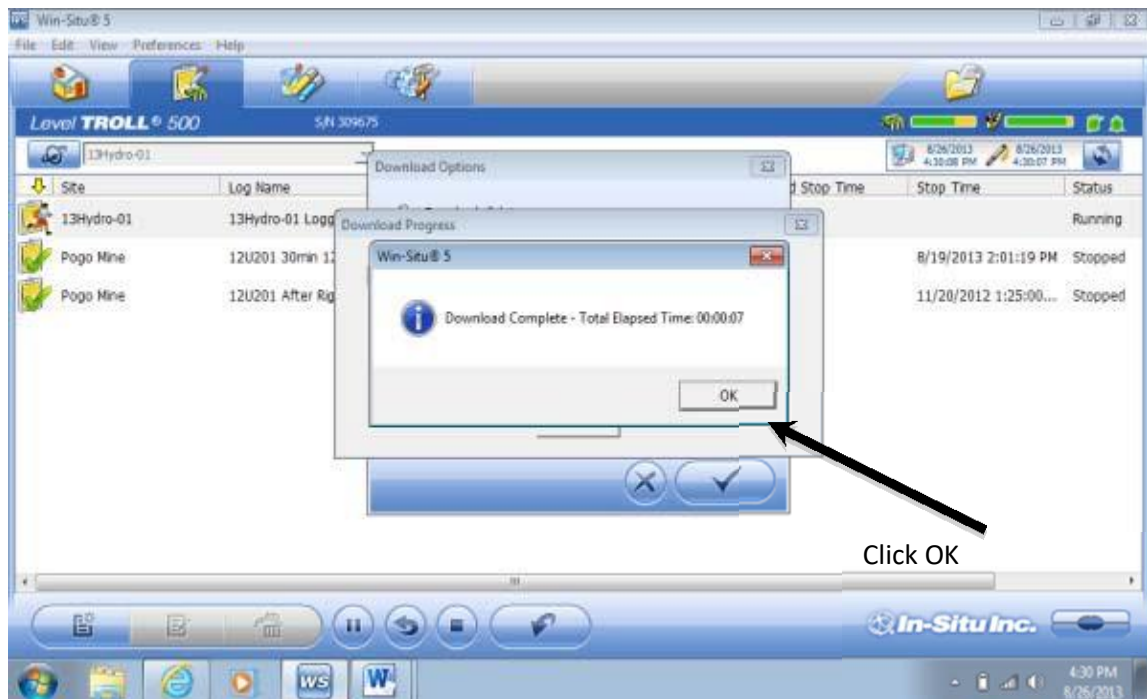 Win-Situ® 5
File Edit View Preferences Help
Level TROLL® 500 S/N 309675
13Hydro-01
8/26/2013 4:30:08 PM 8/26/2013 4:30:07 PM
Site Log Name d Stop Time Stop Time Status
13Hydro-01 13Hydro-01 Logg Running
Pogo Mine 12U201 30min 12 8/19/2013 2:01:19 PM Stopped
Pogo Mine 12U201 After Rig 11/20/2012 1:25:00... Stopped
Download Options
Download Progress
Win-Situ® 5
Download Complete - Total Elapsed Time: 00:00:07
OK
Click OK
In-Situ Inc.
WS
W
4:30 PM
8/26/2013